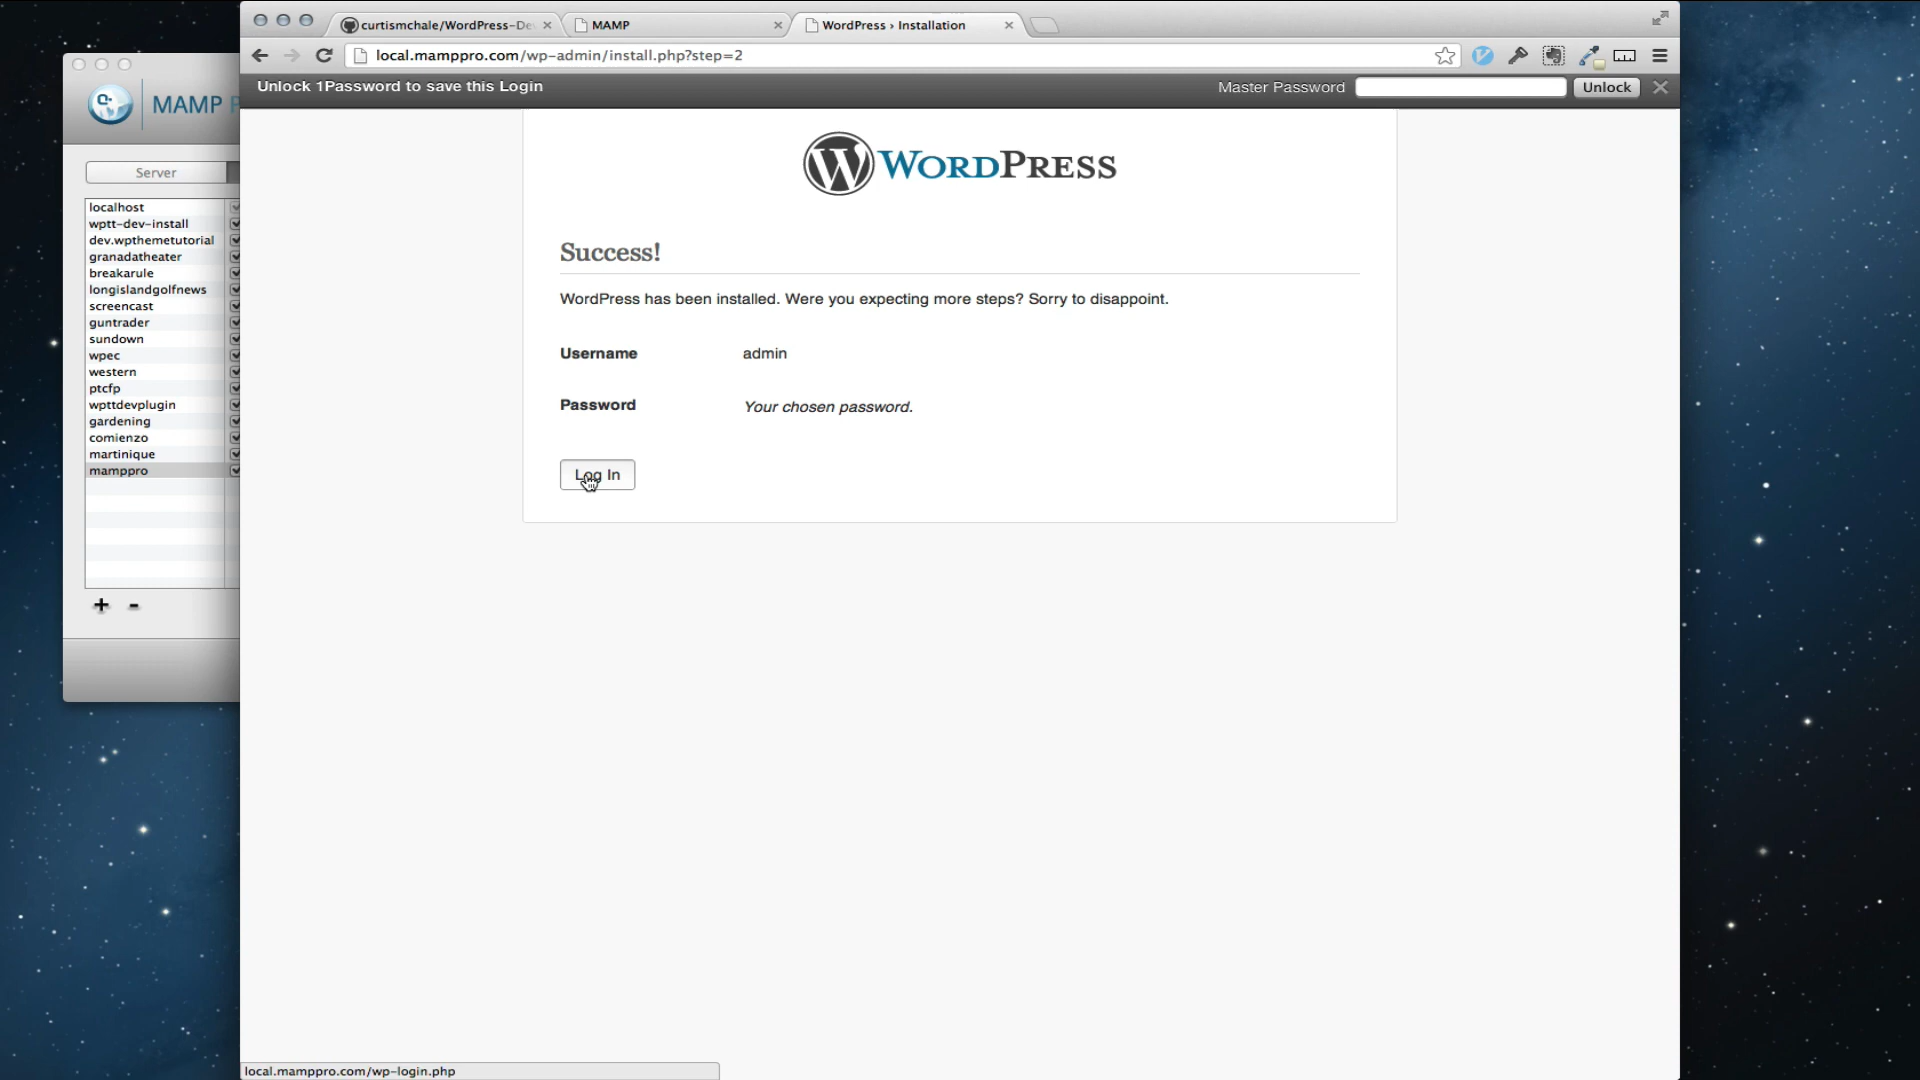 curtismchale/WordPress-De
MAMP
WordPress › Installation
local.mamppro.com/wp-admin/install.php?step=2
Unlock 1Password to save this Login
Master Password
Unlock
MAMP P
Server
localhost
wptt-dev-install
dev.wpthemetutorial
granadatheater
breakarule
longislandgolfnews
screencast
guntrader
sundown
wpec
western
ptcfp
wpttdevplugin
gardening
comienzo
martinique
mamppro
+ -
WORDPRESS
Success!
WordPress has been installed. Were you expecting more steps? Sorry to disappoint.
Username admin
Password Your chosen password.
Log In
local.mamppro.com/wp-login.php